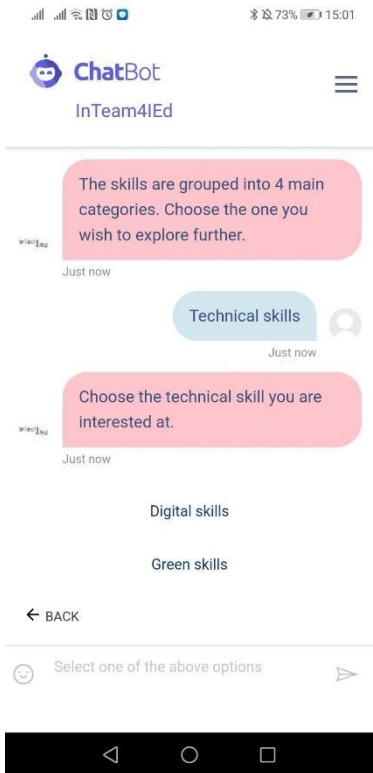 73% 15:01
ChatBot
InTeam4IEd
The skills are grouped into 4 main
categories. Choose the one you
wish to explore further.
Just now
Technical skills
Just now
Choose the technical skill you are
interested at.
Just now
Digital skills
Green skills
BACK
Select one of the above options